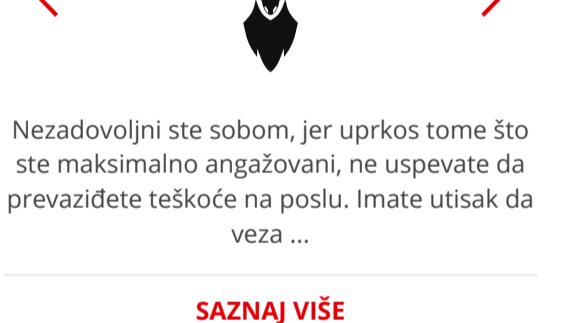 Nezadovoljni ste sobom, jer uprkos tome što
ste maksimalno angažovani, ne uspevate da
prevaziđete teškoće na poslu. Imate utisak da
veza ...
SAZNAJ VIŠE